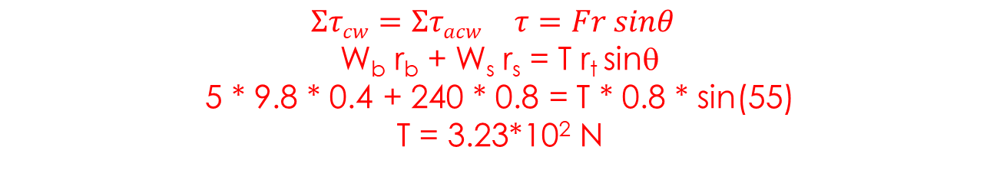 Στ_cw = Στ_acw τ = Fr sinθ
W_b r_b + W_s r_s = T r_t sinθ
5 * 9.8 * 0.4 + 240 * 0.8 = T * 0.8 * sin(55)
T = 3.23*10² N